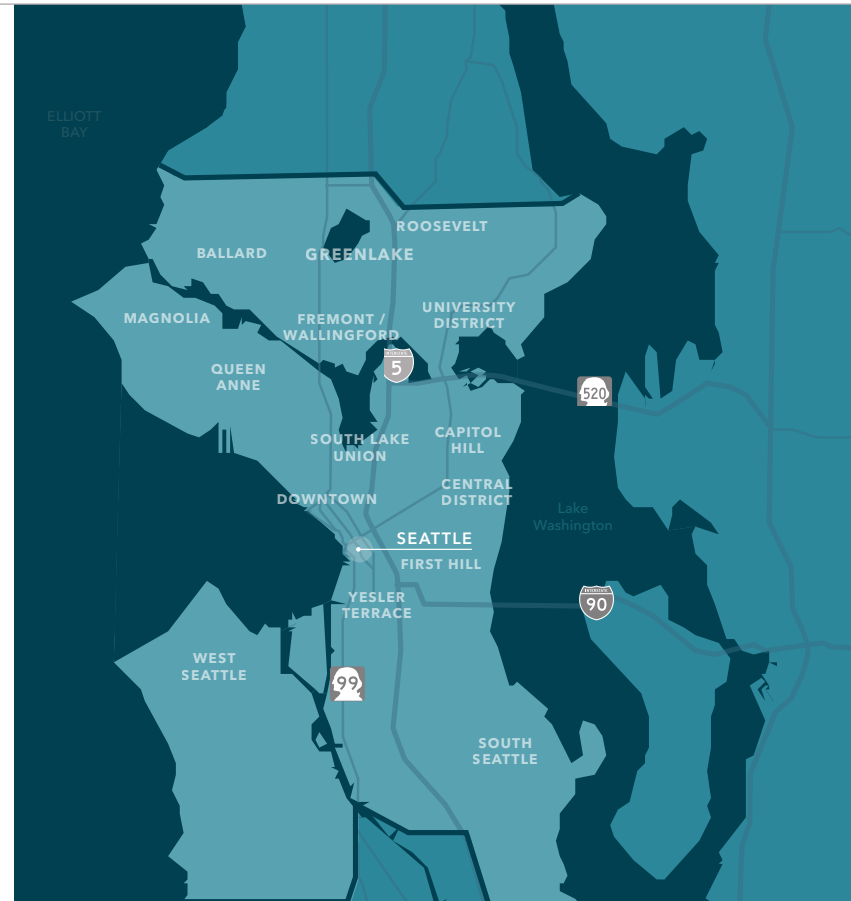 ELLIOTT
BAY
ROOSEVELT
BALLARD
GREENLAKE
MAGNOLIA
FREMONT /
WALLINGFORD
UNIVERSITY
DISTRICT
QUEEN
ANNE
5
520
SOUTH LAKE
UNION
CAPITOL
HILL
DOWNTOWN
CENTRAL
DISTRICT
Lake
Washington
SEATTLE
FIRST HILL
INTERSTATE
90
YESLER
TERRACE
WEST
SEATTLE
99
SOUTH
SEATTLE